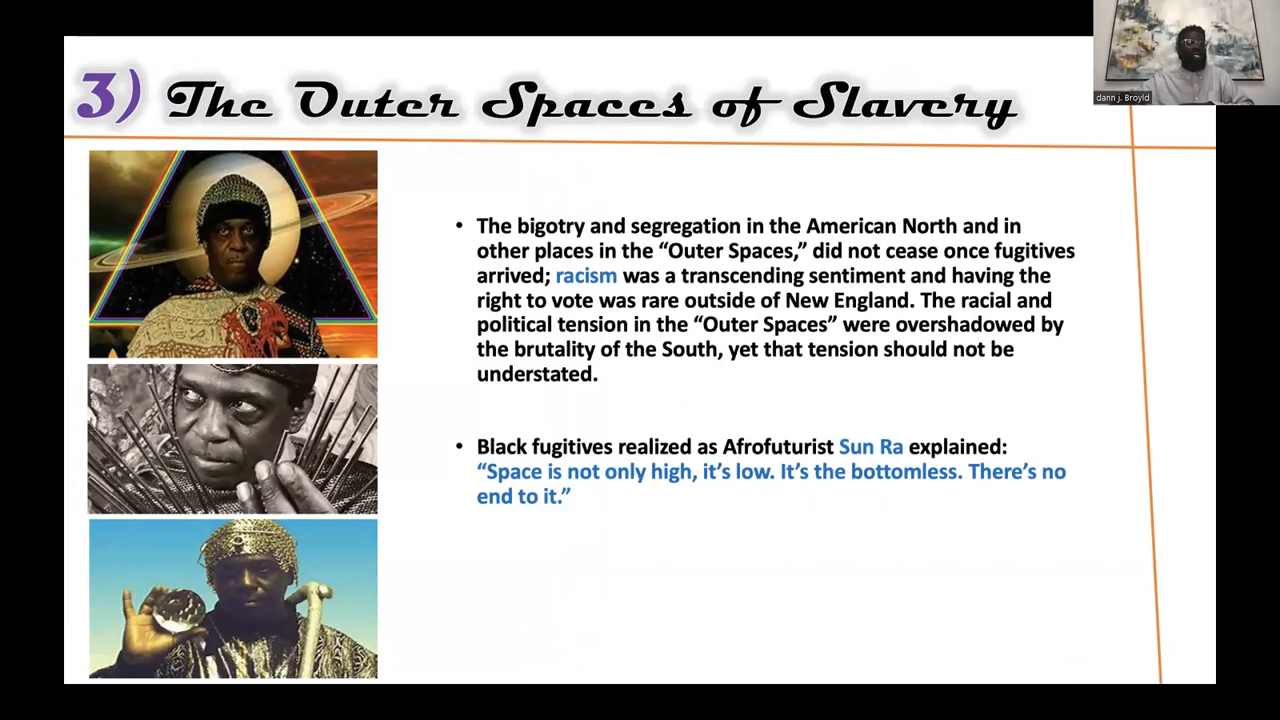 3) The Outer Spaces of Slavery
dann j. Broyld
• The bigotry and segregation in the American North and in
other places in the “Outer Spaces,” did not cease once fugitives
arrived; racism was a transcending sentiment and having the
right to vote was rare outside of New England. The racial and
political tension in the “Outer Spaces” were overshadowed by
the brutality of the South, yet that tension should not be
understated.
• Black fugitives realized as Afrofuturist Sun Ra explained:
“Space is not only high, it’s low. It’s the bottomless. There’s no
end to it.”